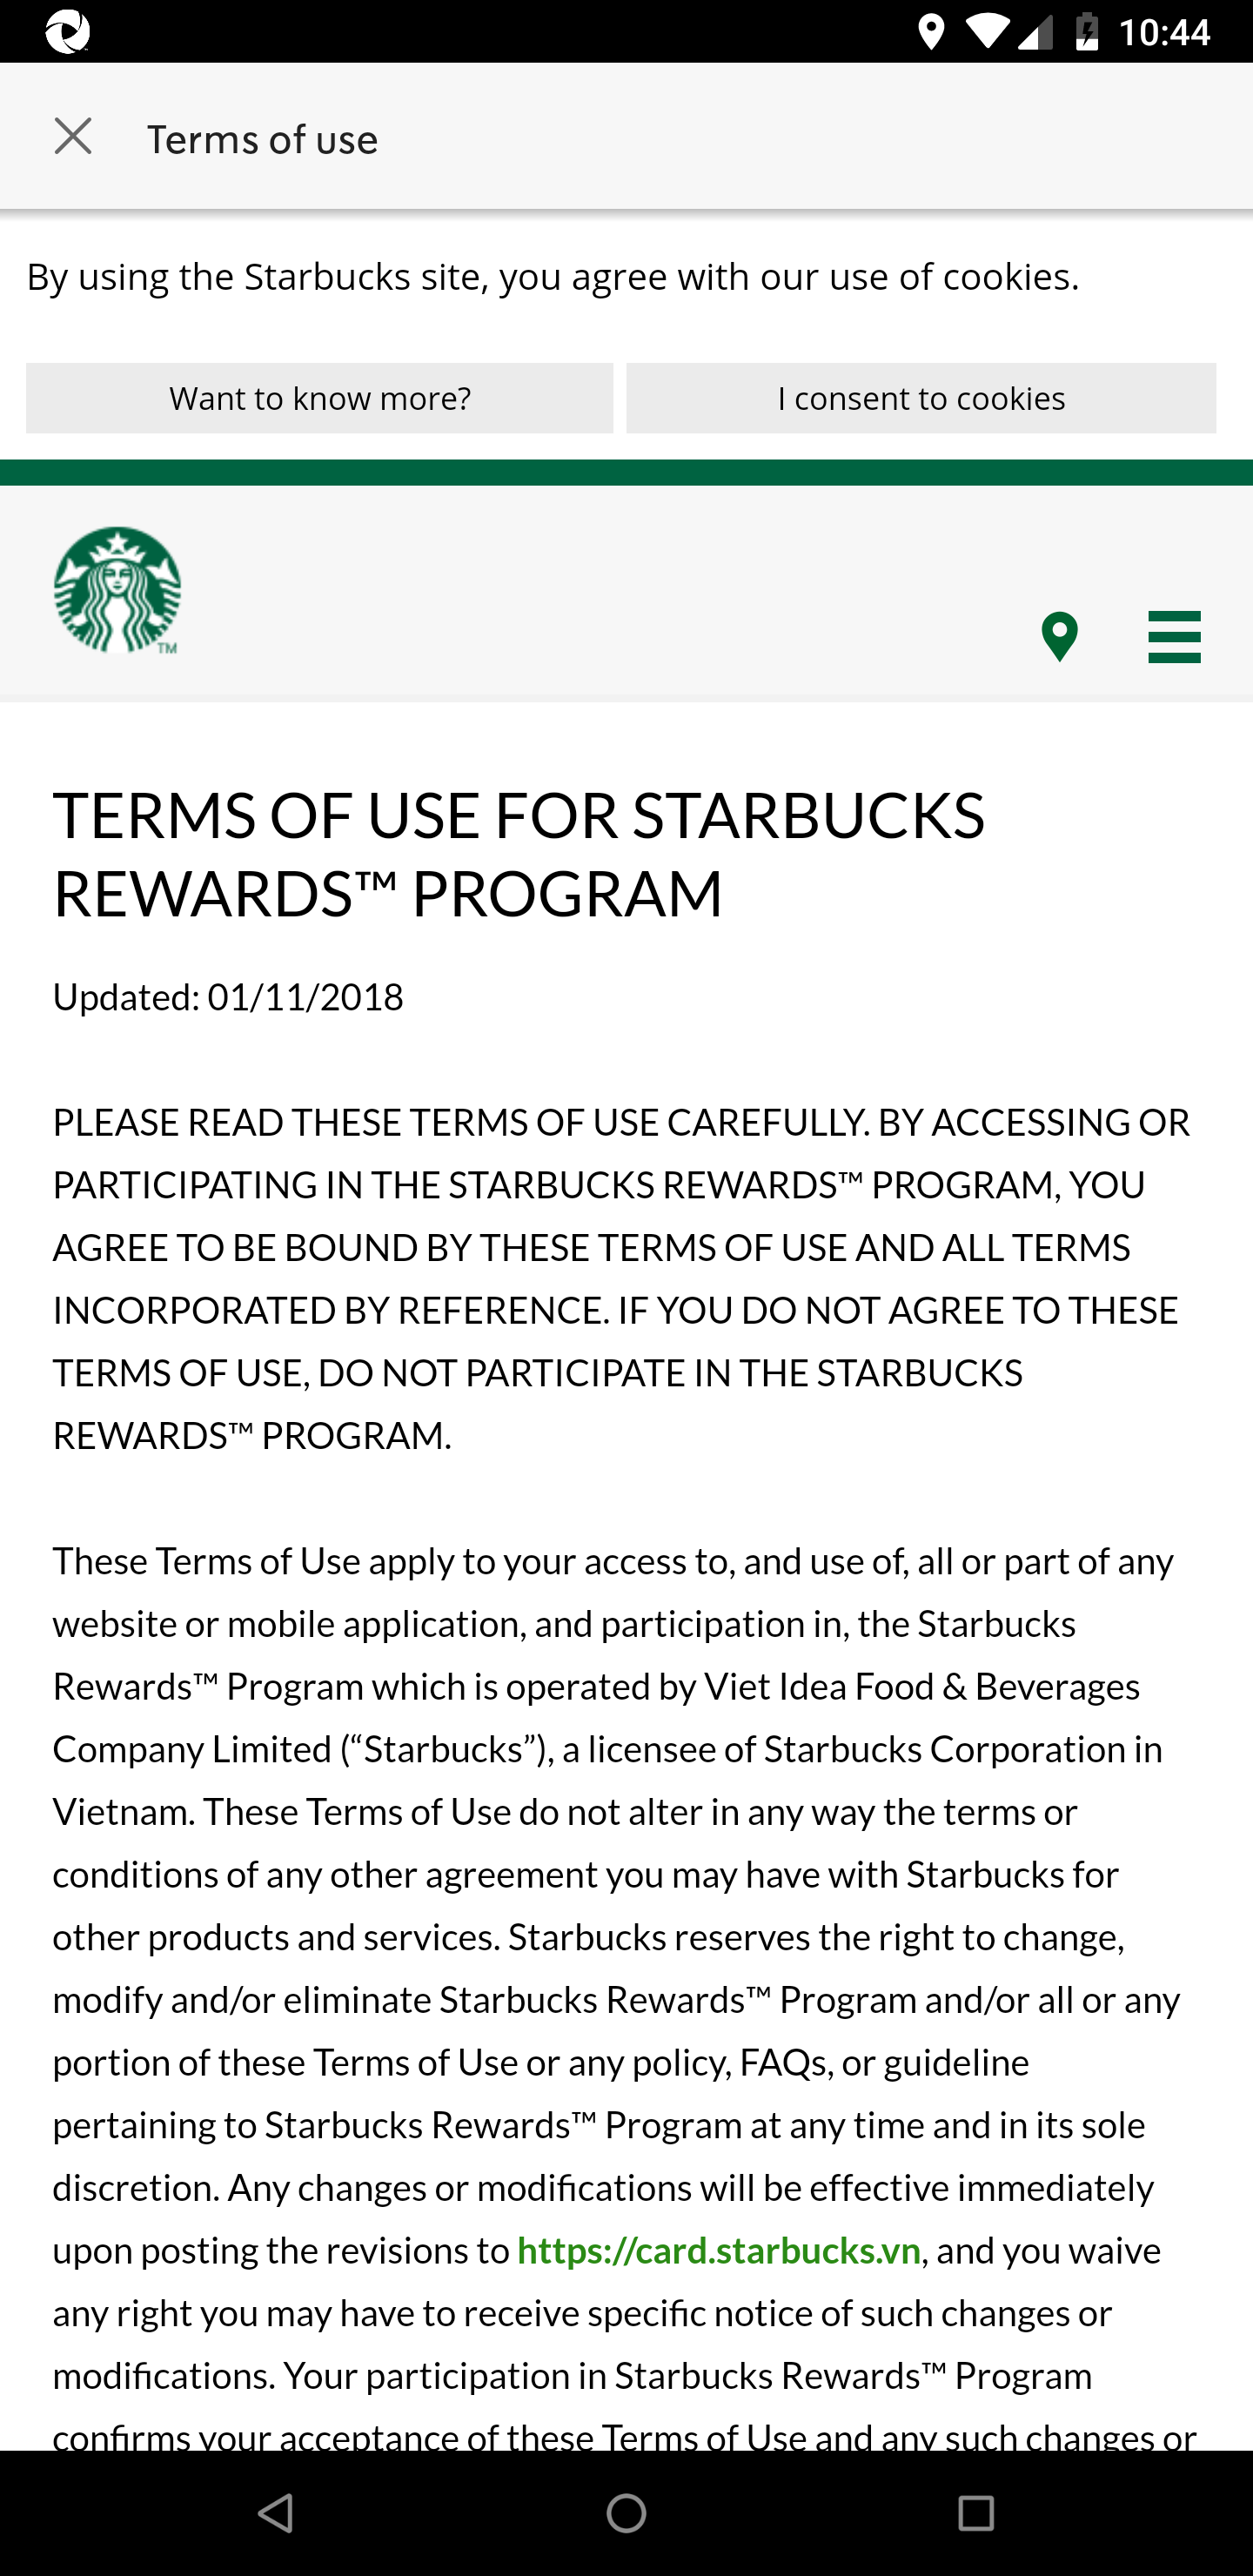 10:44
Terms of use
By using the Starbucks site, you agree with our use of cookies.
Want to know more?
I consent to cookies
TM
TERMS OF USE FOR STARBUCKS
REWARDS™ PROGRAM
Updated: 01/11/2018
PLEASE READ THESE TERMS OF USE CAREFULLY. BY ACCESSING OR
PARTICIPATING IN THE STARBUCKS REWARDS™ PROGRAM, YOU
AGREE TO BE BOUND BY THESE TERMS OF USE AND ALL TERMS
INCORPORATED BY REFERENCE. IF YOU DO NOT AGREE TO THESE
TERMS OF USE, DO NOT PARTICIPATE IN THE STARBUCKS
REWARDS™ PROGRAM.
These Terms of Use apply to your access to, and use of, all or part of any
website or mobile application, and participation in, the Starbucks
Rewards™ Program which is operated by Viet Idea Food & Beverages
Company Limited (“Starbucks”), a licensee of Starbucks Corporation in
Vietnam. These Terms of Use do not alter in any way the terms or
conditions of any other agreement you may have with Starbucks for
other products and services. Starbucks reserves the right to change,
modify and/or eliminate Starbucks Rewards™ Program and/or all or any
portion of these Terms of Use or any policy, FAQs, or guideline
pertaining to Starbucks Rewards™ Program at any time and in its sole
discretion. Any changes or modifications will be effective immediately
upon posting the revisions to https://card.starbucks.vn, and you waive
any right you may have to receive specific notice of such changes or
modifications. Your participation in Starbucks Rewards™ Program
confirms your acceptance of these Terms of Use and any such changes or